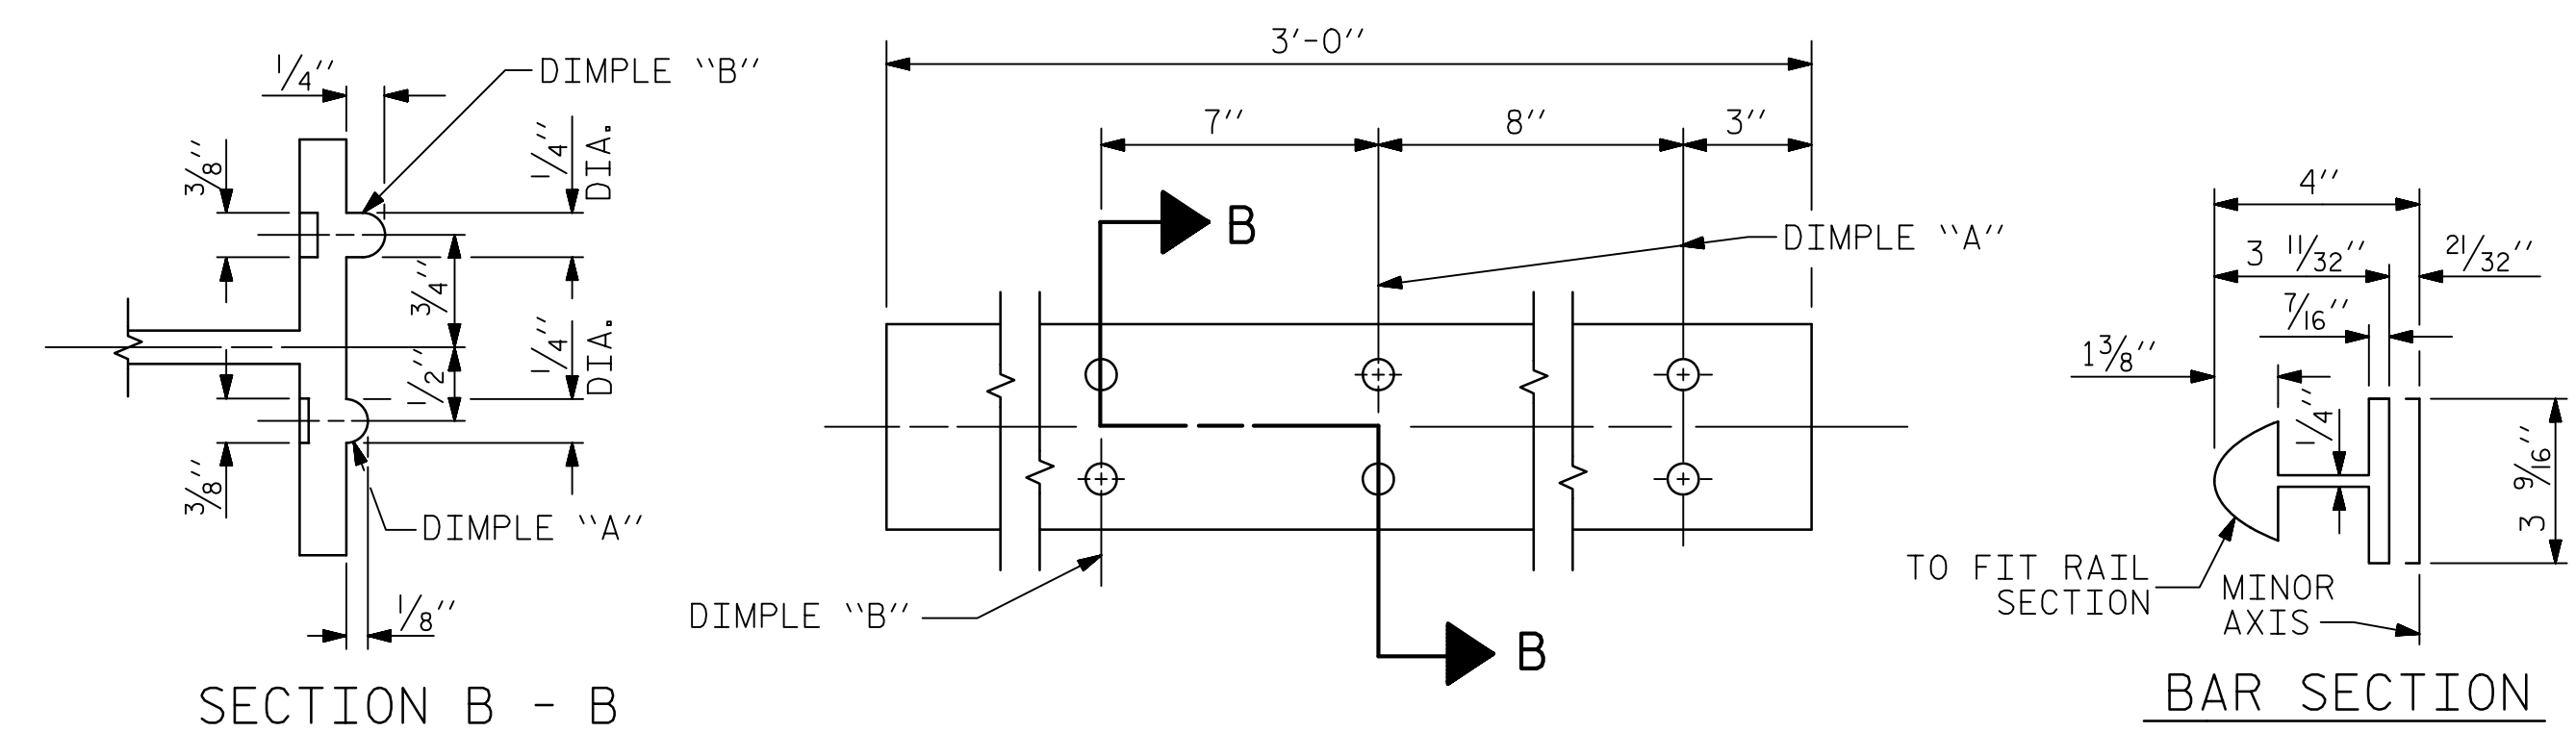 1/4"
DIMPLE "B"
3/8"
1/4"
DIA.
3/4"
1/2"
1/4"
DIA.
3/8"
DIMPLE "A"
1/8"
SECTION B - B
3'-0"
7"
8"
3"
B
DIMPLE "A"
DIMPLE "B"
B
4"
3 11/32"
21/32"
7/16"
1 3/8"
1/4"
3 9/16"
TO FIT RAIL
SECTION
MINOR
AXIS
BAR SECTION